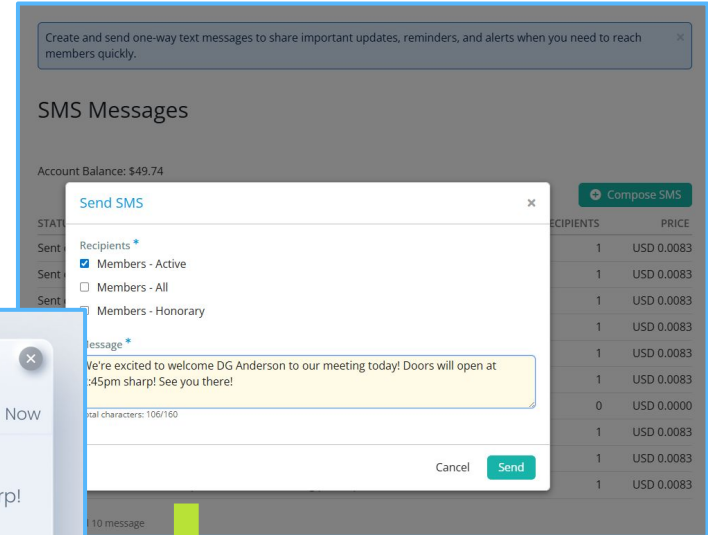 Create and send one-way text messages to share important updates, reminders, and alerts when you need to reach ×
members quickly.
SMS Messages
Account Balance: $49.74
Compose SMS
Send SMS ×
RECIPIENTS PRICE
Recipients *
Sent 1 USD 0.0083
Members - Active
Sent 1 USD 0.0083
Members - All
Sent 1 USD 0.0083
Members - Honorary
1 USD 0.0083
Message *
We're excited to welcome DG Anderson to our meeting today! Doors will open at
:45pm sharp! See you there!
1 USD 0.0083
1 USD 0.0083
Total characters: 106/160
0 USD 0.0000
1 USD 0.0083
Cancel Send
1 USD 0.0083
1 USD 0.0083
10 message
Now